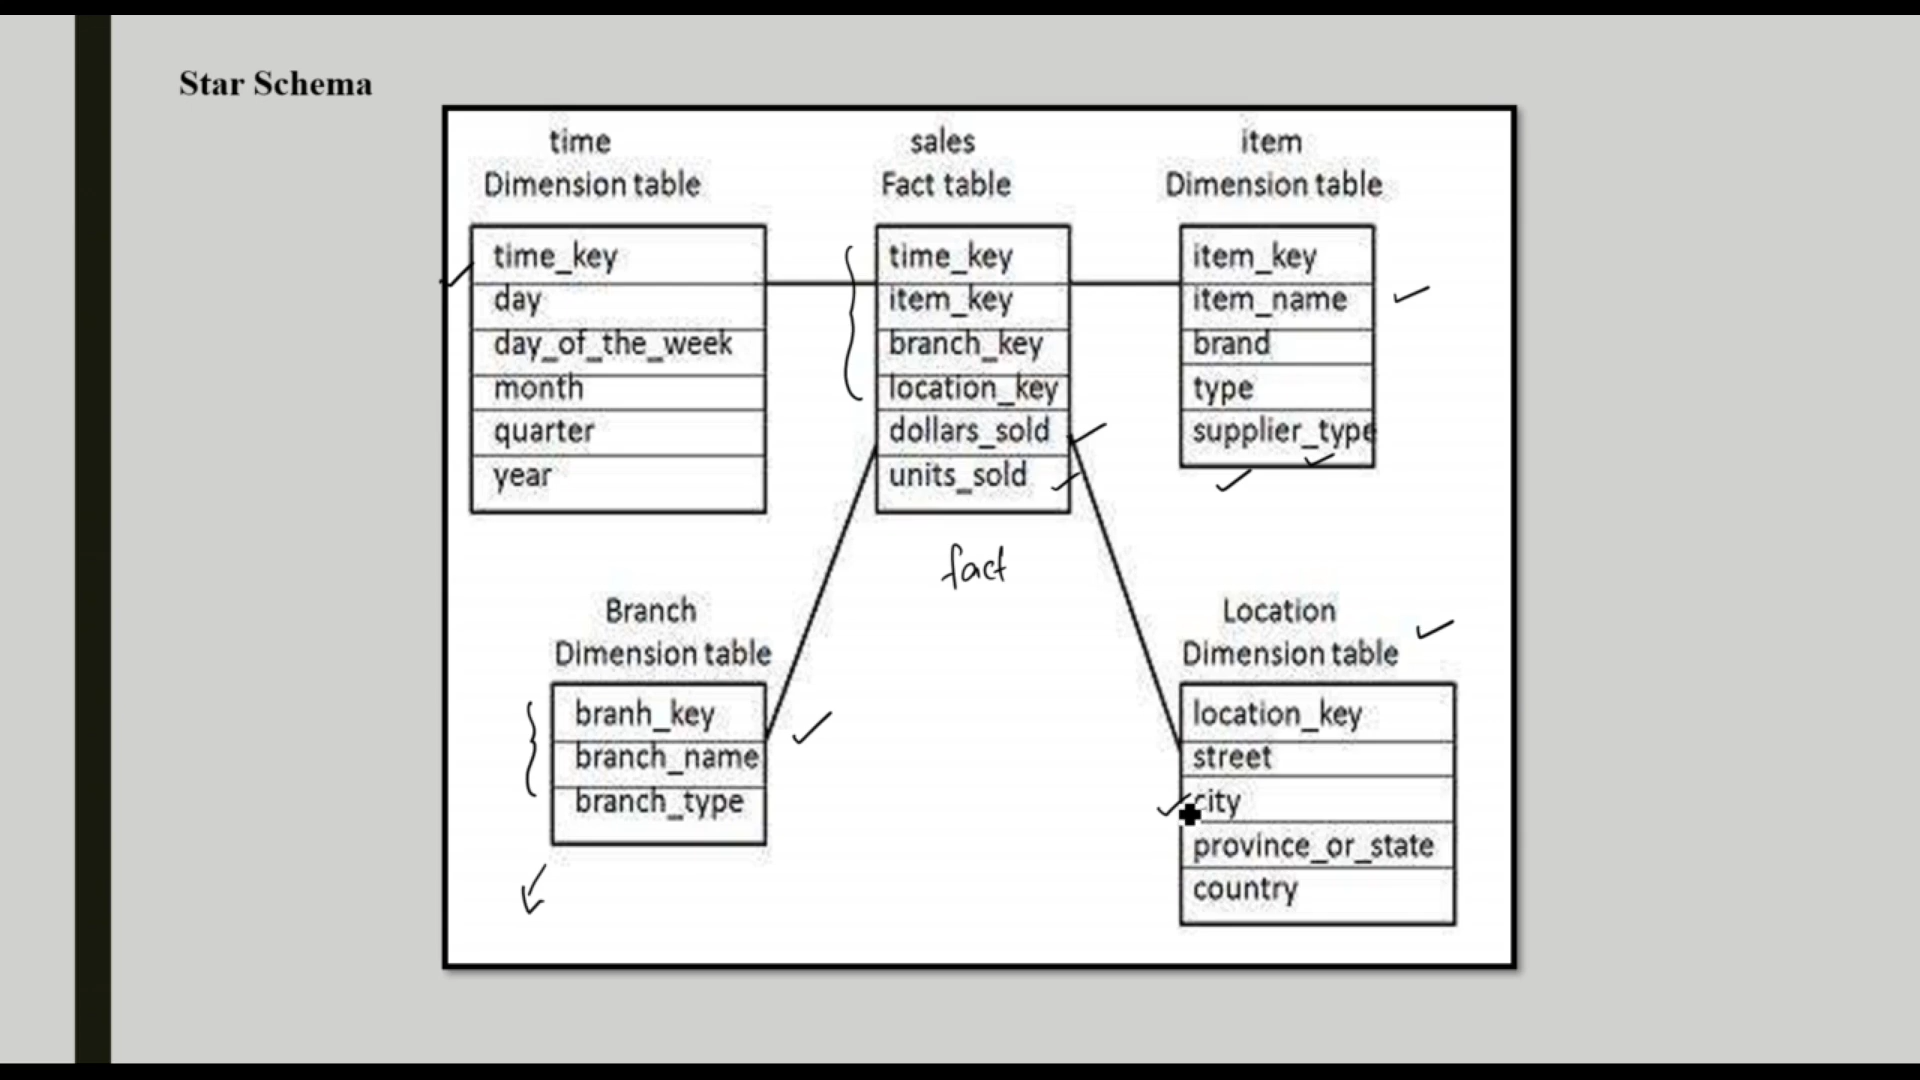 Star Schema
time
Dimension table
time_key
day
day_of_the_week
month
quarter
year
sales
Fact table
time_key
item_key
branch_key
location_key
dollars_sold
units_sold
fact
item
Dimension table
item_key
item_name
brand
type
supplier_type
Branch
Dimension table
branh_key
branch_name
branch_type
Location
Dimension table
location_key
street
city
province_or_state
country